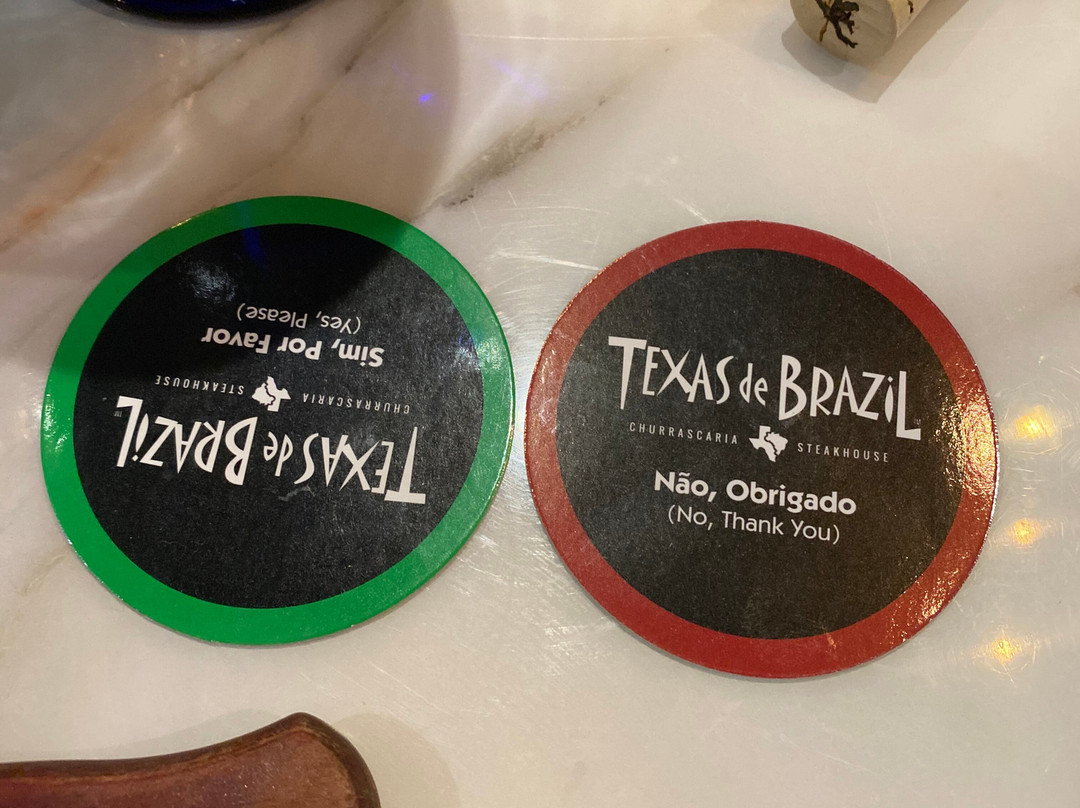 TEXAS de BRAZiL
CHURRASCARIA STEAKHOUSE
Sim, Por Favor
(Yes, Please)
TEXAS de BRAZiL
CHURRASCARIA STEAKHOUSE
Não, Obrigado
(No, Thank You)